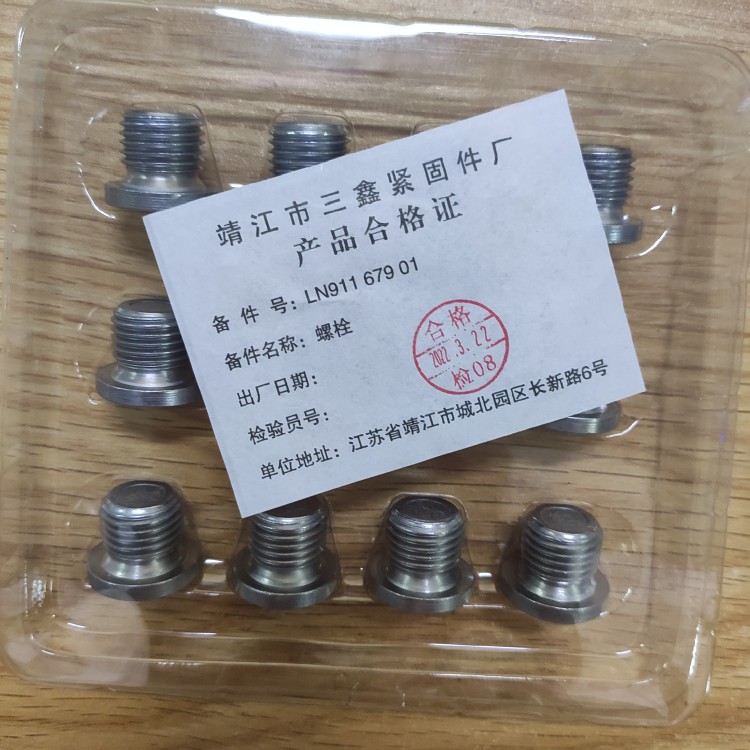 靖江市三鑫紧固件厂
产品合格证
备 件 号：LN911 679 01
备件名称：螺栓
出厂日期：
检验员号：
单位地址：江苏省靖江市城北园区长新路6号
合格
2022.3.22
检08